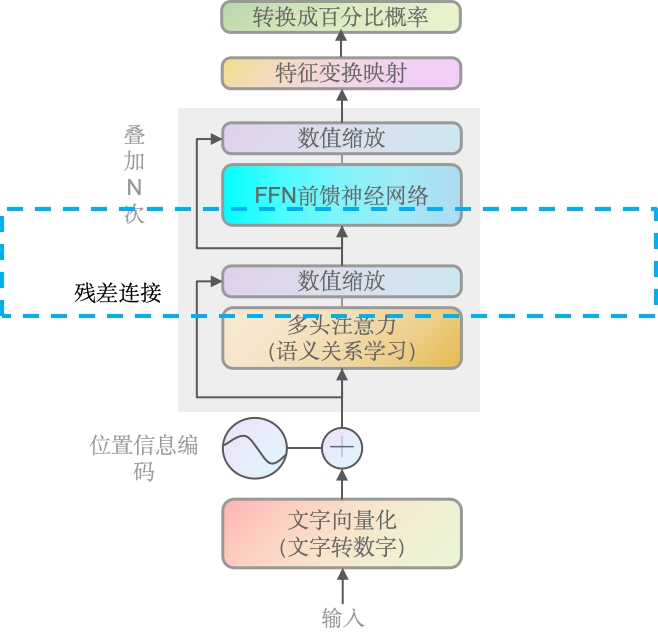 转换成百分比概率
特征变换映射
叠
加
N
次
数值缩放
FFN前馈神经网络
残差连接
数值缩放
多头注意力
(语义关系学习)
位置信息编
码
文字向量化
(文字转数字)
输入